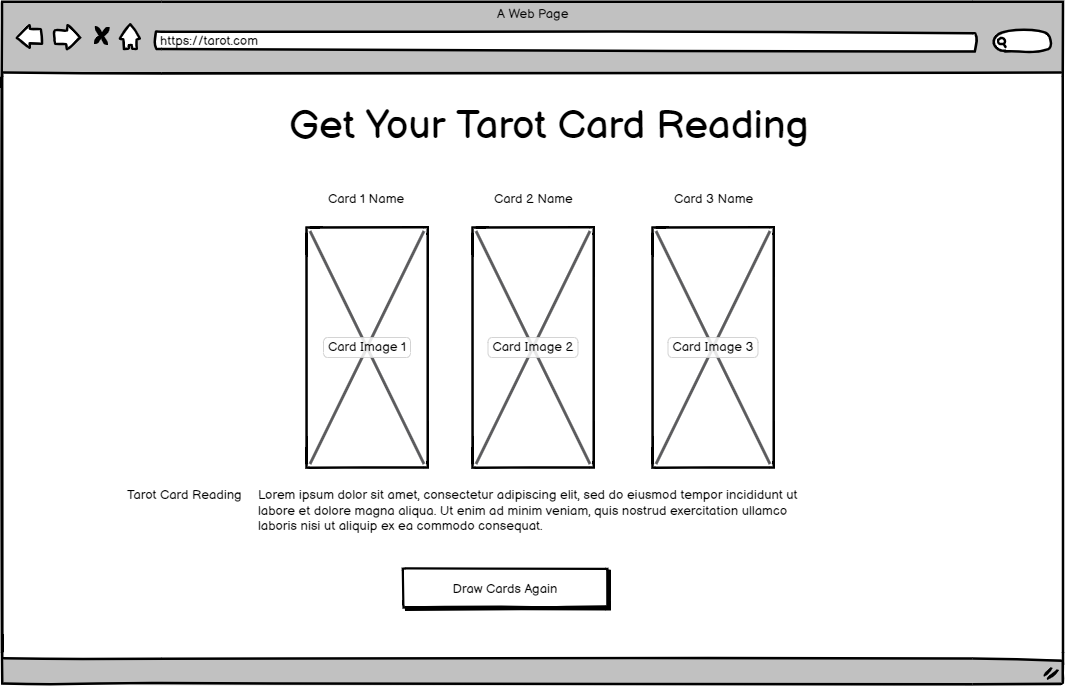 A Web Page
https://tarot.com
Get Your Tarot Card Reading
Card 1 Name
Card 2 Name
Card 3 Name
Card Image 1
Card Image 2
Card Image 3
Tarot Card Reading
Lorem ipsum dolor sit amet, consectetur adipiscing elit, sed do eiusmod tempor incididunt ut
labore et dolore magna aliqua. Ut enim ad minim veniam, quis nostrud exercitation ullamco
laboris nisi ut aliquip ex ea commodo consequat.
Draw Cards Again